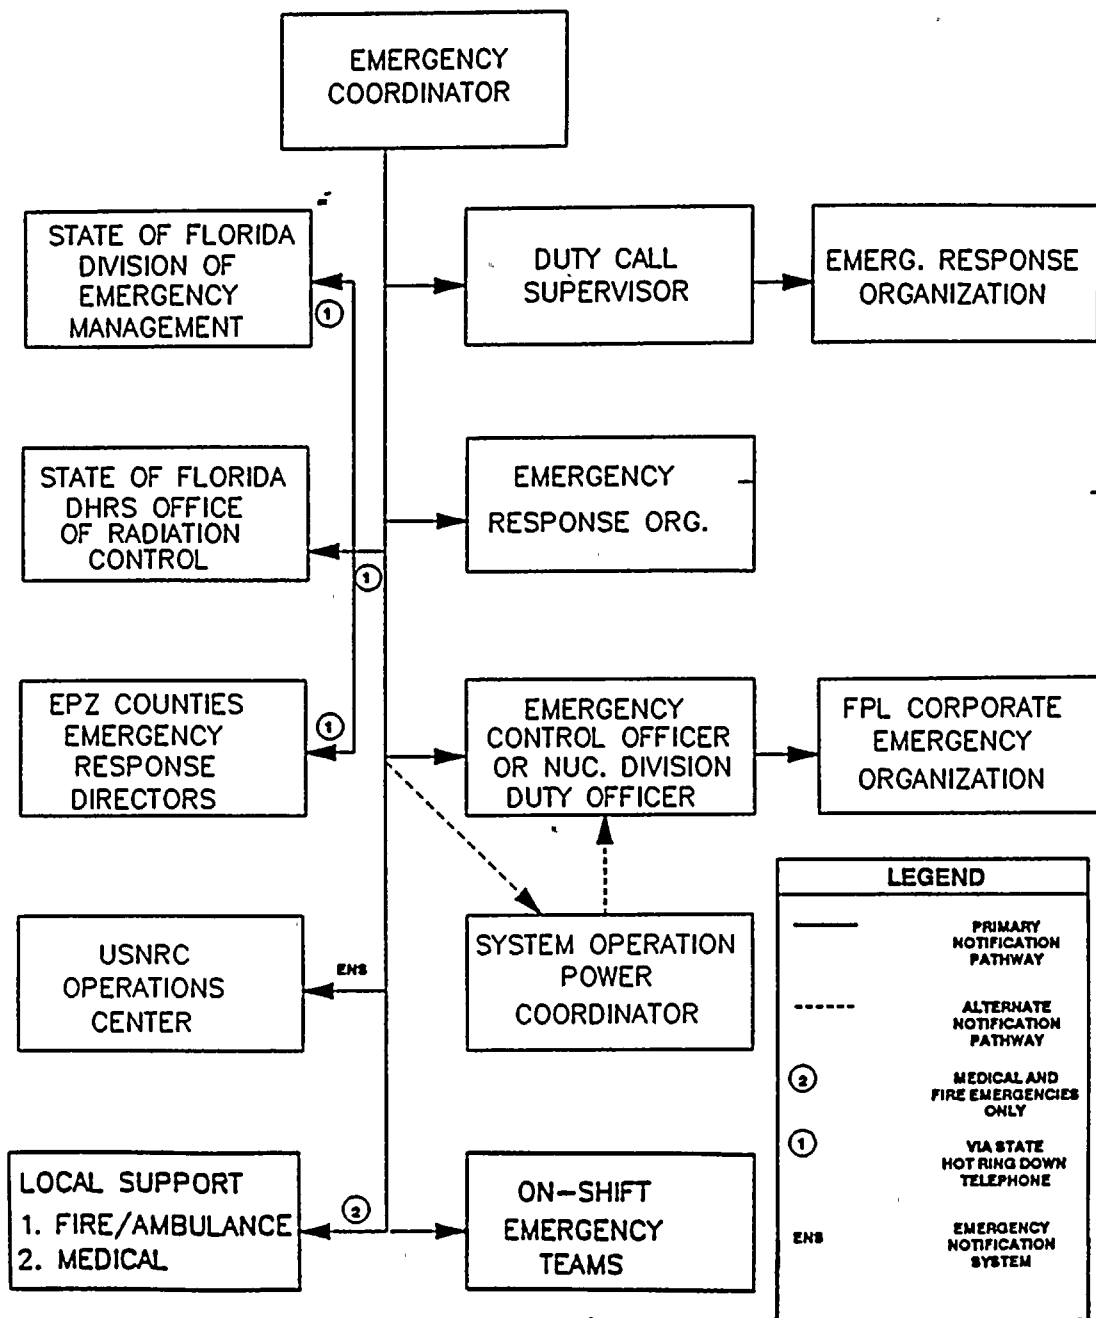 EMERGENCY
COORDINATOR
STATE OF FLORIDA
DIVISION OF
EMERGENCY
MANAGEMENT
1
DUTY CALL
SUPERVISOR
EMERG. RESPONSE
ORGANIZATION
STATE OF FLORIDA
DHRS OFFICE
OF RADIATION
CONTROL
1
EMERGENCY
RESPONSE ORG.
EPZ COUNTIES
EMERGENCY
RESPONSE
DIRECTORS
1
EMERGENCY
CONTROL OFFICER
OR NUC. DIVISION
DUTY OFFICER
FPL CORPORATE
EMERGENCY
ORGANIZATION
USNRC
OPERATIONS
CENTER
ENS
SYSTEM OPERATION
POWER
COORDINATOR
LOCAL SUPPORT
1. FIRE/AMBULANCE
2. MEDICAL
2
ON-SHIFT
EMERGENCY
TEAMS
LEGEND
PRIMARY
NOTIFICATION
PATHWAY
ALTERNATE
NOTIFICATION
PATHWAY
2 MEDICAL AND
FIRE EMERGENCIES
ONLY
1 VIA STATE
HOT RING DOWN
TELEPHONE
ENS EMERGENCY
NOTIFICATION
SYSTEM